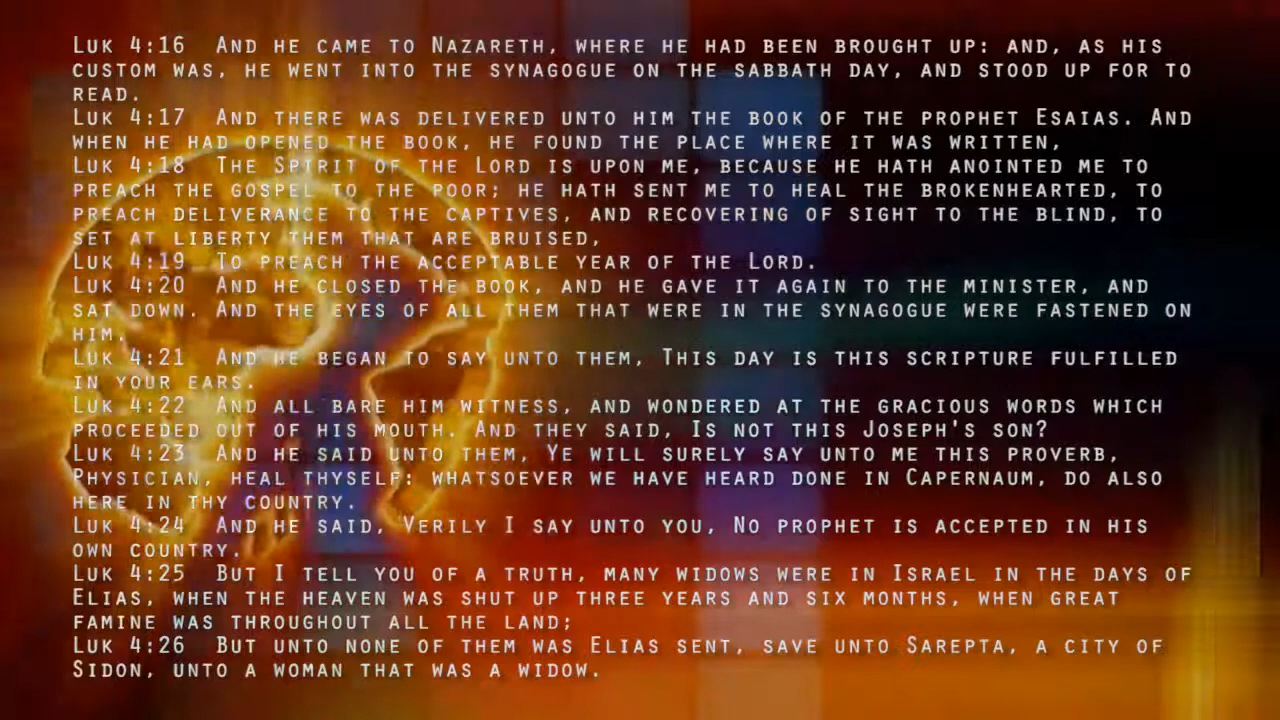 Luk 4:16 And he came to Nazareth, where he had been brought up: and, as his
custom was, he went into the synagogue on the sabbath day, and stood up for to
read.
Luk 4:17 And there was delivered unto him the book of the prophet Esaias. And
when he had opened the book, he found the place where it was written,
Luk 4:18 The Spirit of the Lord is upon me, because he hath anointed me to
preach the gospel to the poor; he hath sent me to heal the brokenhearted, to
preach deliverance to the captives, and recovering of sight to the blind, to
set at liberty them that are bruised,
Luk 4:19 To preach the acceptable year of the Lord.
Luk 4:20 And he closed the book, and he gave it again to the minister, and
sat down. And the eyes of all them that were in the synagogue were fastened on
him.
Luk 4:21 And he began to say unto them, This day is this scripture fulfilled
in your ears.
Luk 4:22 And all bare him witness, and wondered at the gracious words which
proceeded out of his mouth. And they said, Is not this Joseph's son?
Luk 4:23 And he said unto them, Ye will surely say unto me this proverb,
Physician, heal thyself: whatsoever we have heard done in Capernaum, do also
here in thy country.
Luk 4:24 And he said, Verily I say unto you, No prophet is accepted in his
own country.
Luk 4:25 But I tell you of a truth, many widows were in Israel in the days of
Elias, when the heaven was shut up three years and six months, when great
famine was throughout all the land;
Luk 4:26 But unto none of them was Elias sent, save unto Sarepta, a city of
Sidon, unto a woman that was a widow.